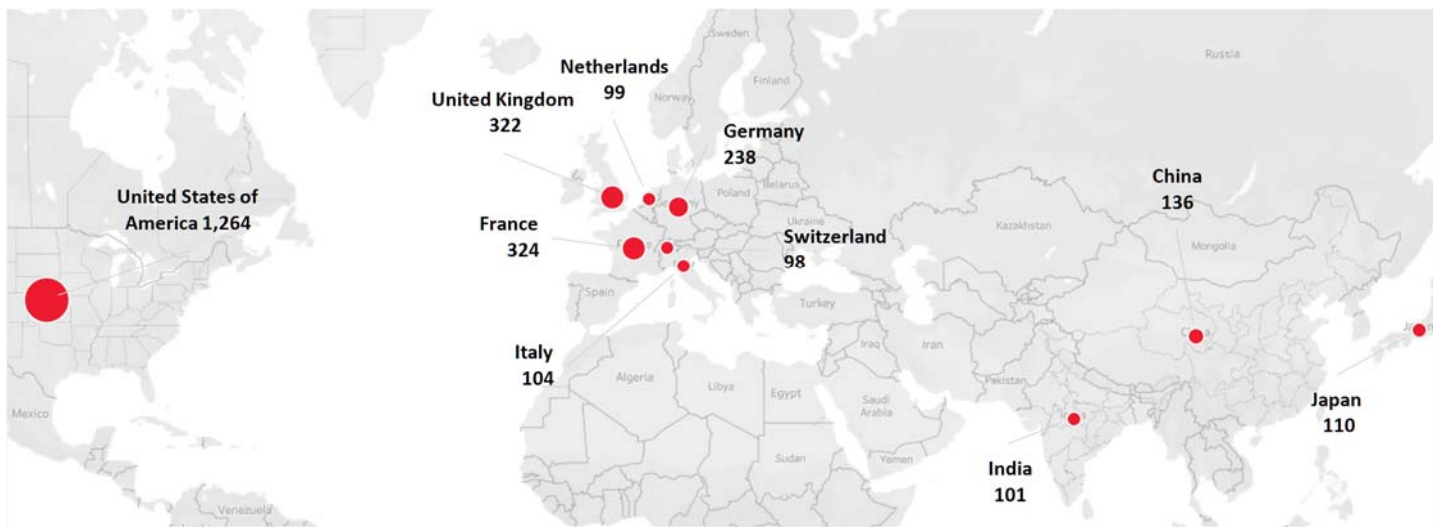 Netherlands
99
United Kingdom
322
Germany
238
United States of
America 1,264
France
324
Switzerland
98
Italy
104
China
136
India
101
Japan
110
Sweden
Norway
Finland
Russia
Poland
Belarus
Ukraine
Kazakhstan
Mongolia
Spain
Turkey
Iraq
Iran
Pakistan
Algeria
Libya
Egypt
Saudi
Arabia
Sudan
Yemen
Mexico
Venezuela